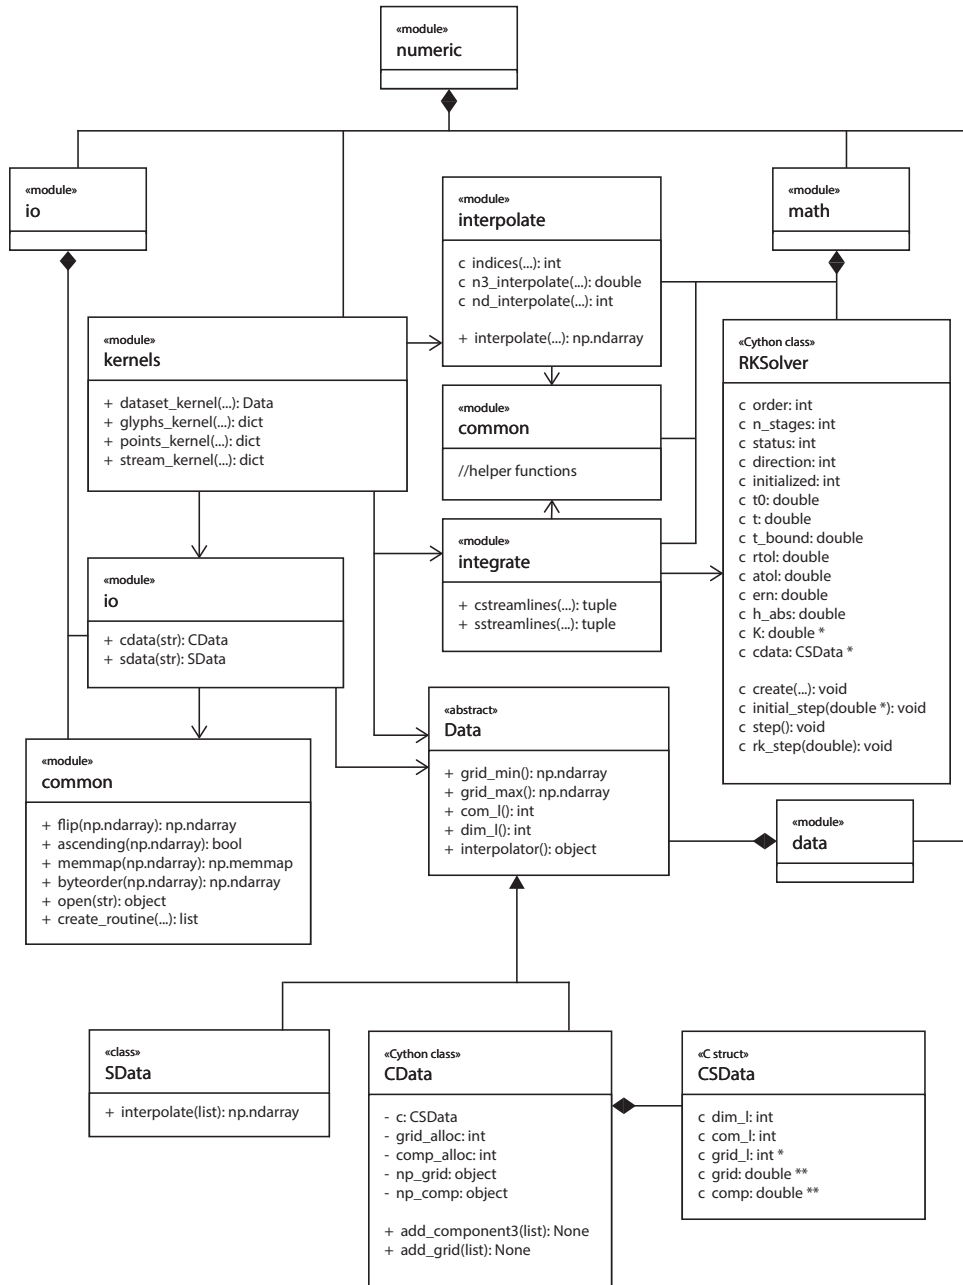 «module»
numeric
«module»
io
«module»
interpolate
c indices(...): int
c n3_interpolate(...): double
c nd_interpolate(...): int
+ interpolate(...): np.ndarray
«module»
math
«module»
kernels
+ dataset_kernel(...): Data
+ glyphs_kernel(...): dict
+ points_kernel(...): dict
+ stream_kernel(...): dict
«module»
common
//helper functions
«Cython class»
RKSolver
c order: int
c n_stages: int
c status: int
c direction: int
c initialized: int
c t0: double
c t: double
c t_bound: double
c rtol: double
c atol: double
c ern: double
c h_abs: double
c K: double *
c cdata: CSData *
c create(...): void
c initial_step(double *): void
c step(): void
c rk_step(double): void
«module»
integrate
+ cstreamlines(...): tuple
+ sstreamlines(...): tuple
«module»
io
+ cdata(str): CData
+ sdata(str): SData
«abstract»
Data
+ grid_min(): np.ndarray
+ grid_max(): np.ndarray
+ com_l(): int
+ dim_l(): int
+ interpolator(): object
«module»
common
+ flip(np.ndarray): np.ndarray
+ ascending(np.ndarray): bool
+ memmap(np.ndarray): np.memmap
+ byteorder(np.ndarray): np.ndarray
+ open(str): object
+ create_routine(...): list
«module»
data
«class»
SData
+ interpolate(list): np.ndarray
«Cython class»
CData
- c: CSData
- grid_alloc: int
- comp_alloc: int
- np_grid: object
- np_comp: object
+ add_component3(list): None
+ add_grid(list): None
«C struct»
CSData
c dim_l: int
c com_l: int
c grid_l: int *
c grid: double **
c comp: double **